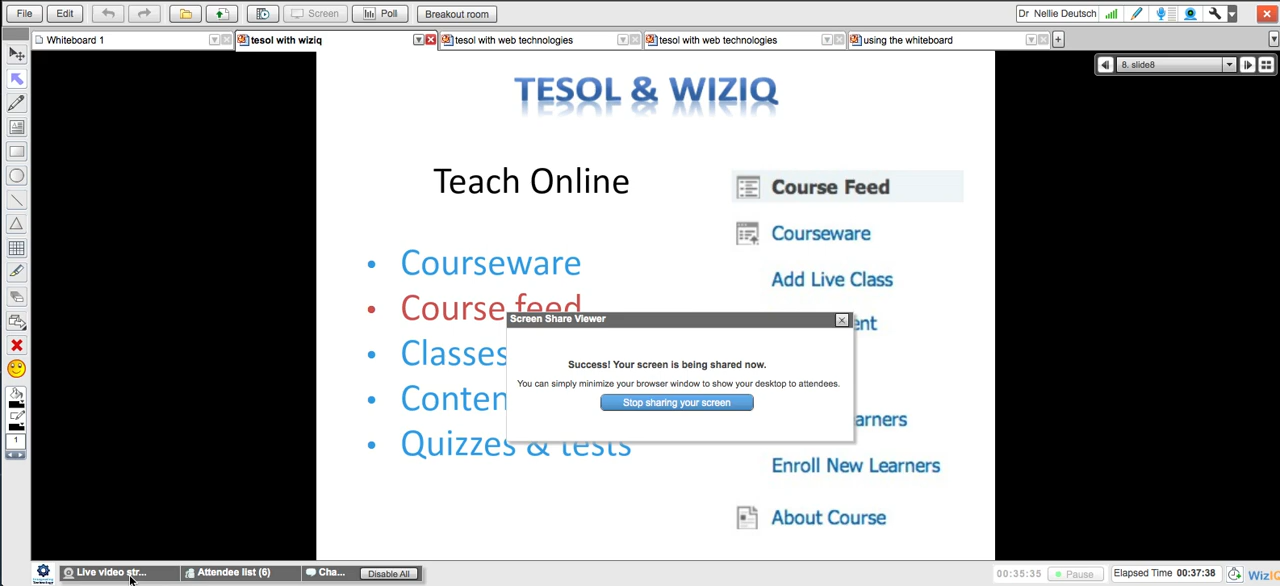 File Edit Screen Poll Breakout room Dr Nellie Deutsch
Whiteboard 1 tesol with wiziq tesol with web technologies tesol with web technologies using the whiteboard
8. slide8
TESOL & WIZIQ
Teach Online
• Courseware
• Course feed
• Classes
• Conten
• Quizzes & tests
Course Feed
Courseware
Add Live Class
ent
arners
Enroll New Learners
About Course
Screen Share Viewer
Success! Your screen is being shared now.
You can simply minimize your browser window to show your desktop to attendees.
Stop sharing your screen
1
Live video str... Attendee list (6) Cha... Disable All 00:35:35 Pause Elapsed Time 00:37:38 WizIQ